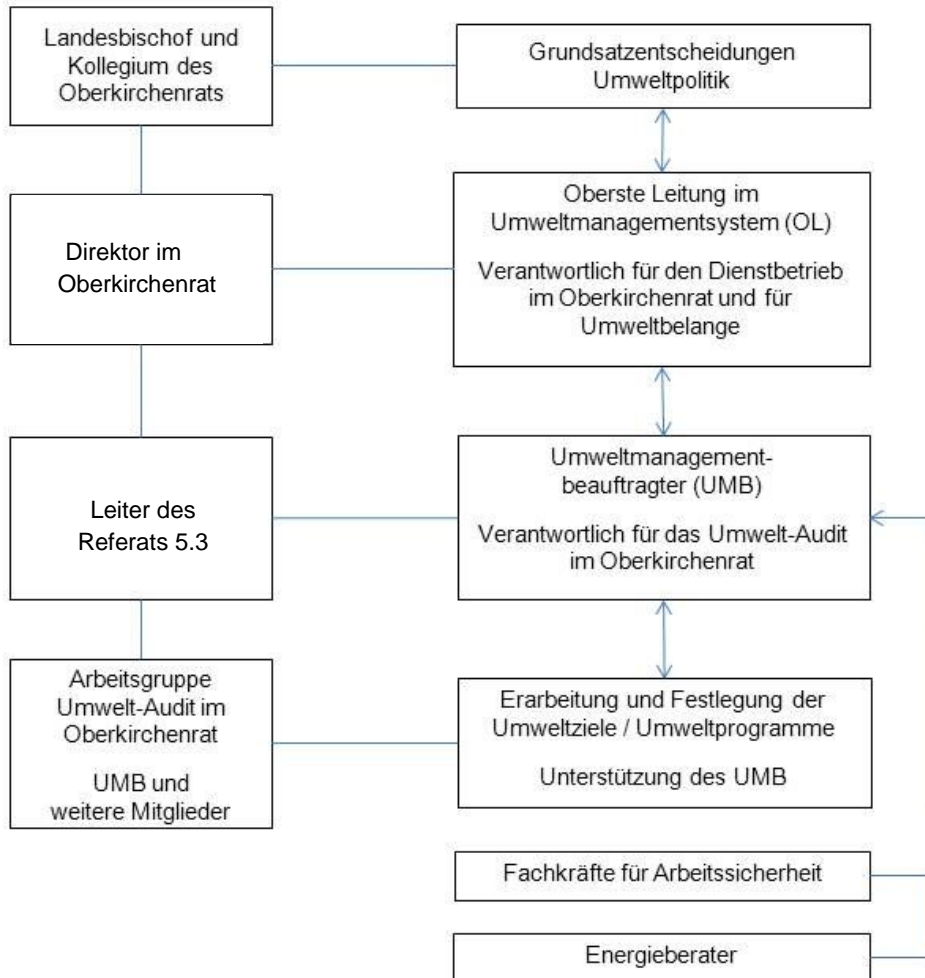 Landesbischof und
Kollegium des
Oberkirchenrats
Grundsatzentscheidungen
Umweltpolitik
Direktor im
Oberkirchenrat
Oberste Leitung im
Umweltmanagementsystem (OL)
Verantwortlich für den Dienstbetrieb
im Oberkirchenrat und für
Umweltbelange
Leiter des
Referats 5.3
Umweltmanagement-
beauftragter (UMB)
Verantwortlich für das Umwelt-Audit
im Oberkirchenrat
Arbeitsgruppe
Umwelt-Audit im
Oberkirchenrat
UMB und
weitere Mitglieder
Erarbeitung und Festlegung der
Umweltziele / Umweltprogramme
Unterstützung des UMB
Fachkräfte für Arbeitssicherheit
Energieberater